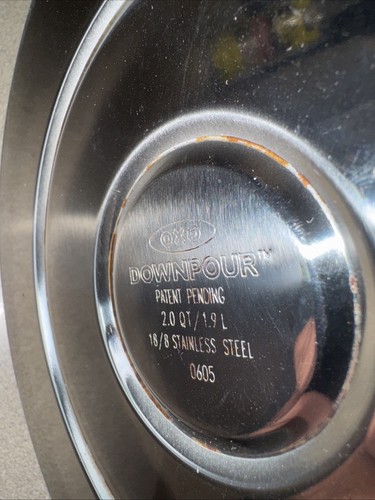 OXO
DOWNPOUR™
PATENT PENDING
2.0 QT/1.9 L
18/8 STAINLESS STEEL
0605